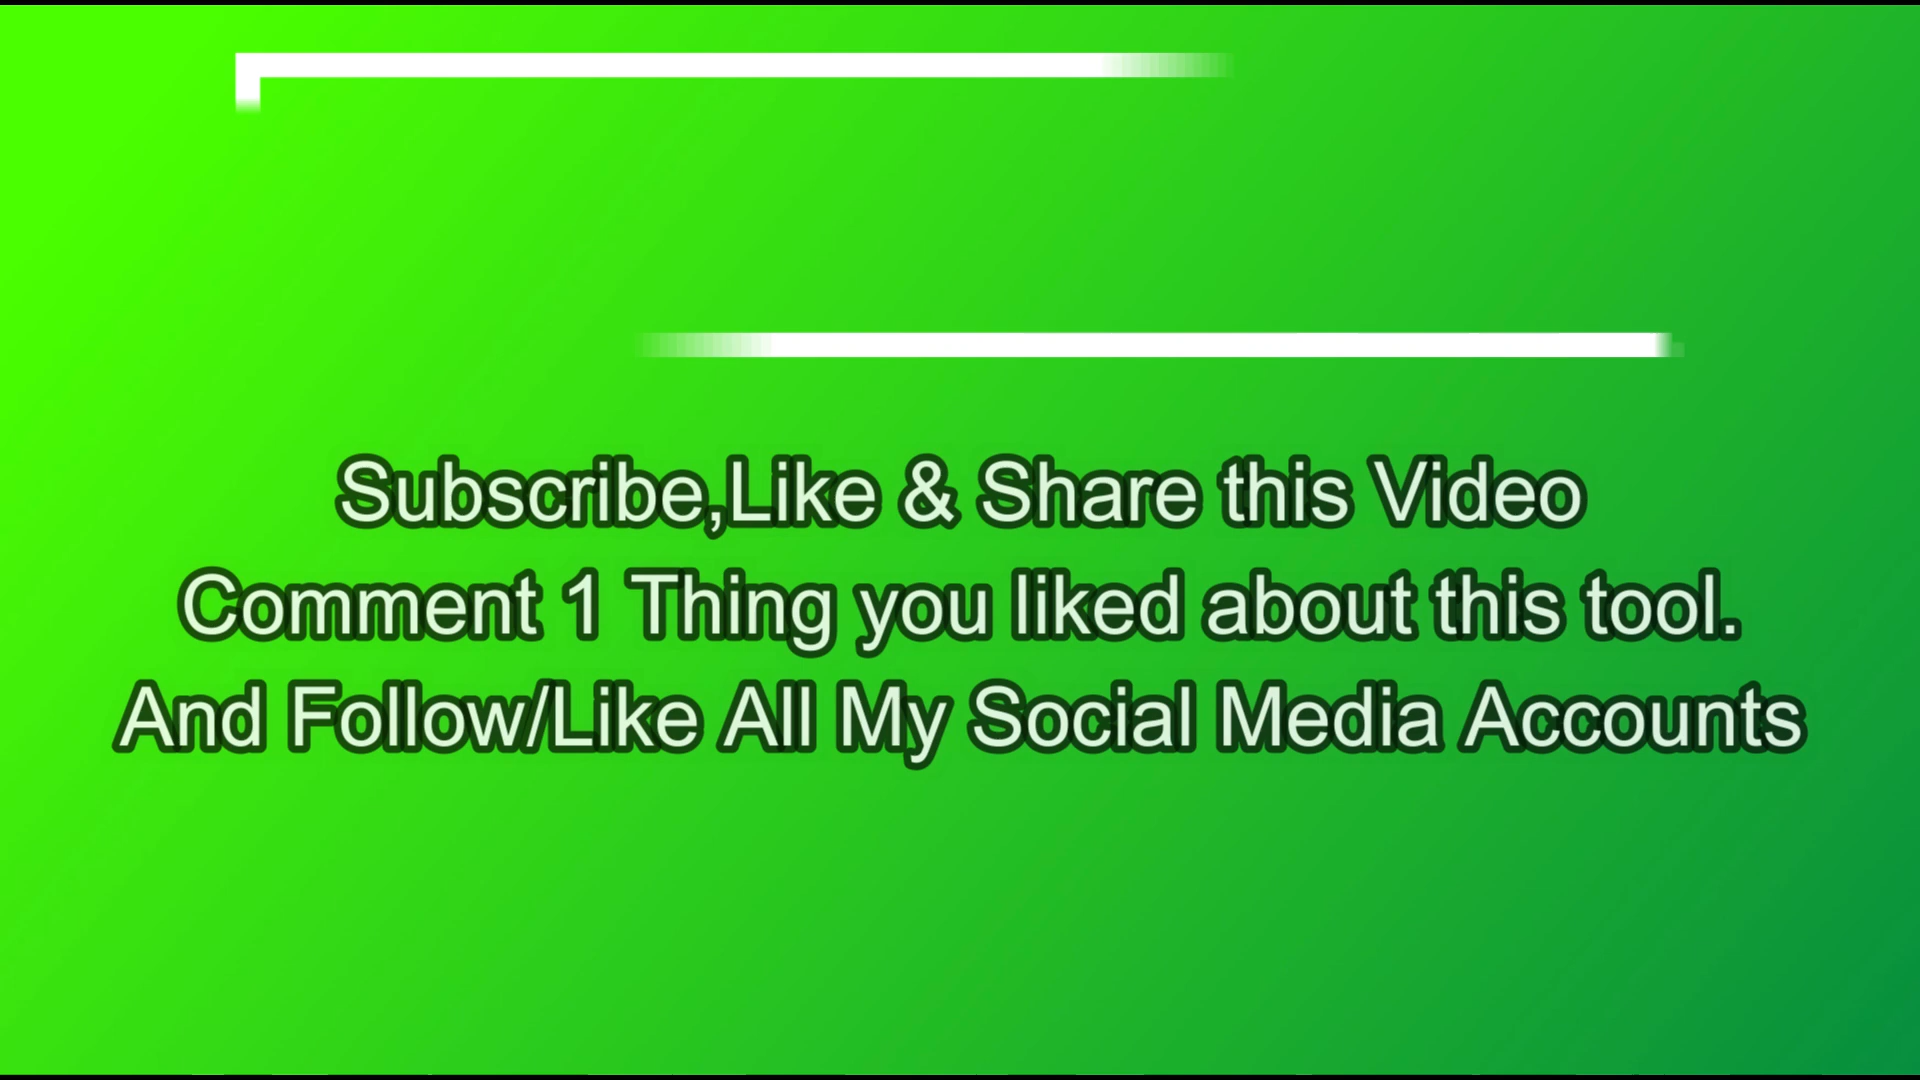 Subscribe,Like & Share this Video
Comment 1 Thing you liked about this tool.
And Follow/Like All My Social Media Accounts